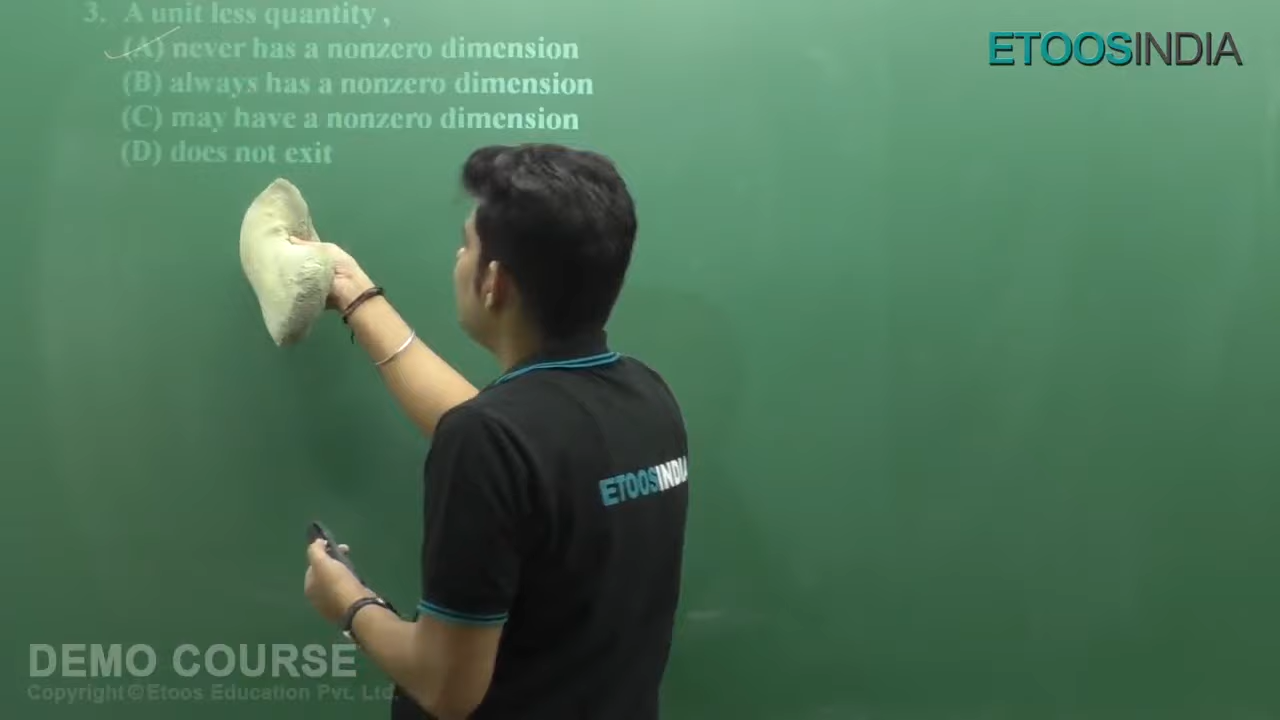 3. A unit less quantity ,
(A) never has a nonzero dimension
(B) always has a nonzero dimension
(C) may have a nonzero dimension
(D) does not exit
ETOOSINDIA
ETOOSINDIA
DEMO COURSE
Copyright©Etoos Education Pvt. Ltd.